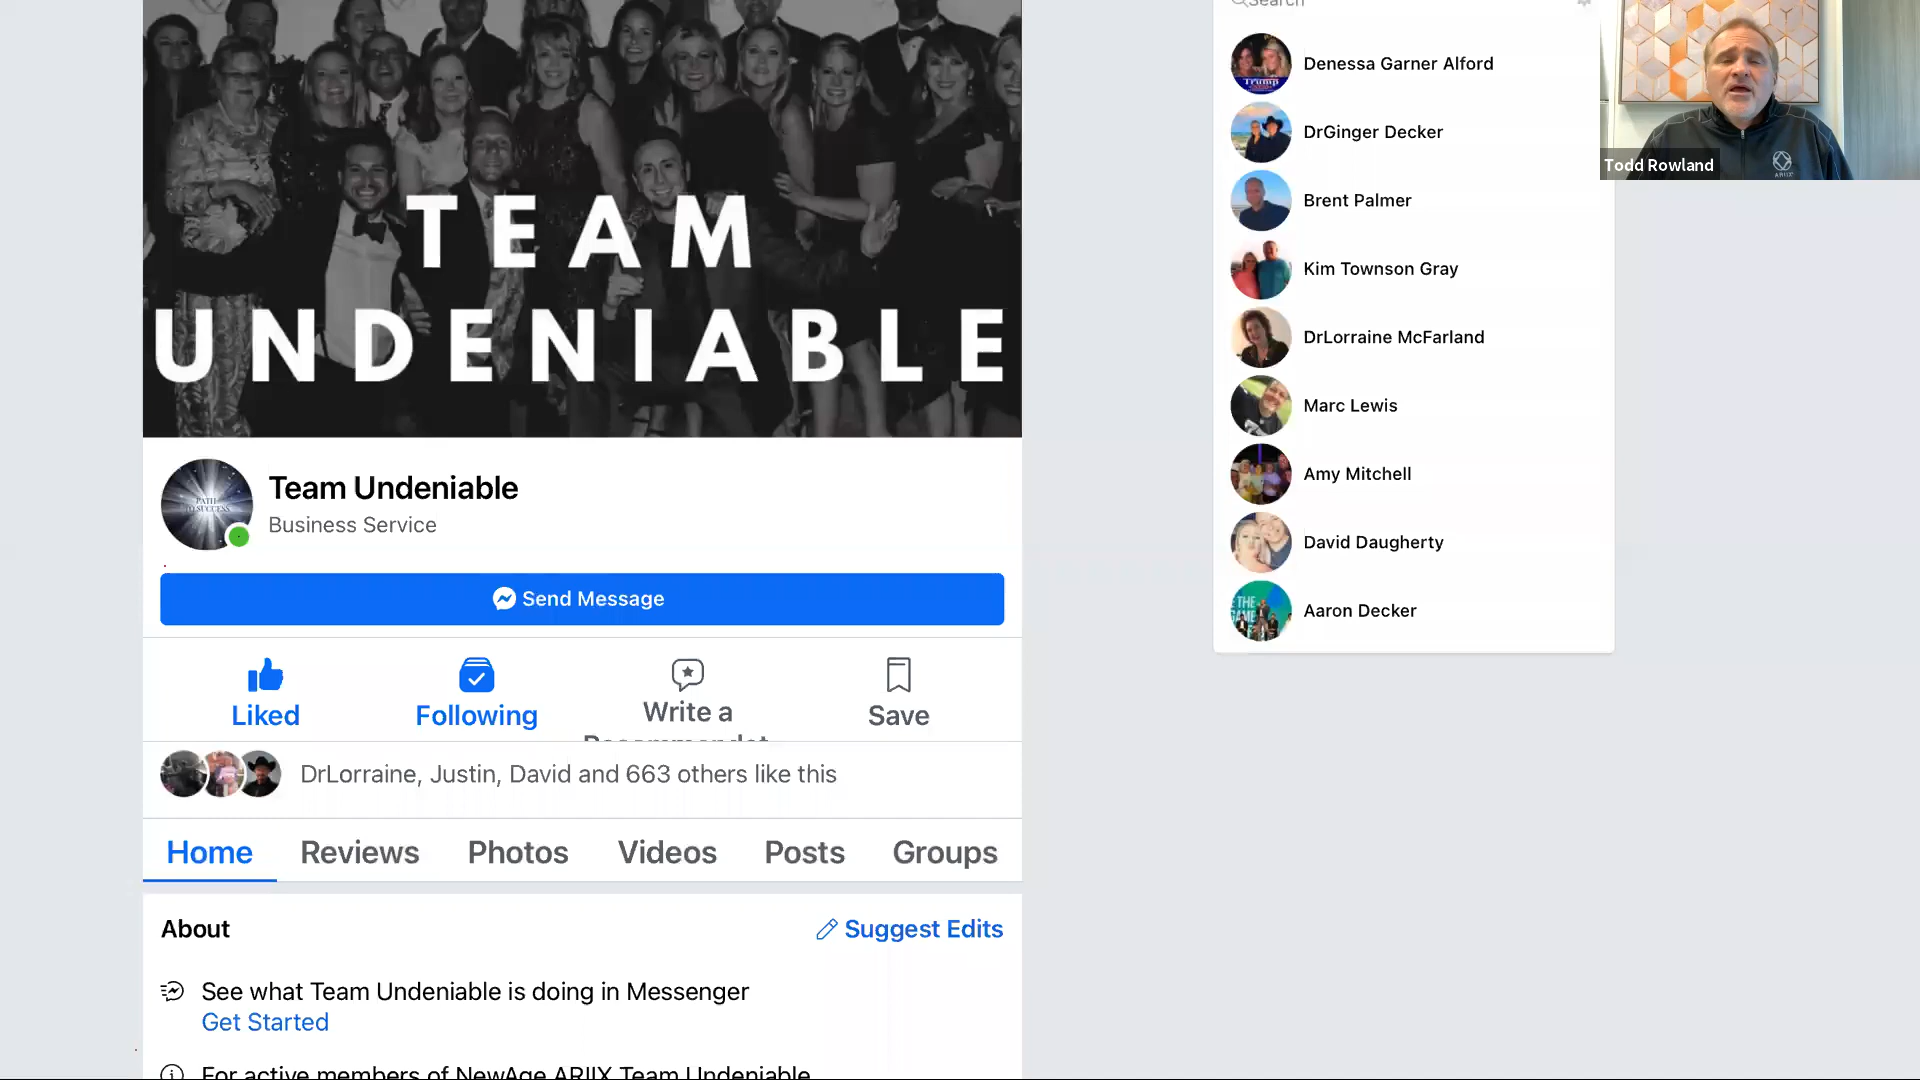 TEAM
UNDENIABLE
Team Undeniable
Business Service
Send Message
Liked
Following
Write a
Recommendat
Save
DrLorraine, Justin, David and 663 others like this
Home
Reviews
Photos
Videos
Posts
Groups
About
Suggest Edits
See what Team Undeniable is doing in Messenger
Get Started
For active members of NewAge ARIIX Team Undeniable
Search
Denessa Garner Alford
Trump
DrGinger Decker
Brent Palmer
Kim Townson Gray
DrLorraine McFarland
Marc Lewis
Amy Mitchell
David Daugherty
Aaron Decker
Todd Rowland
ARIIX